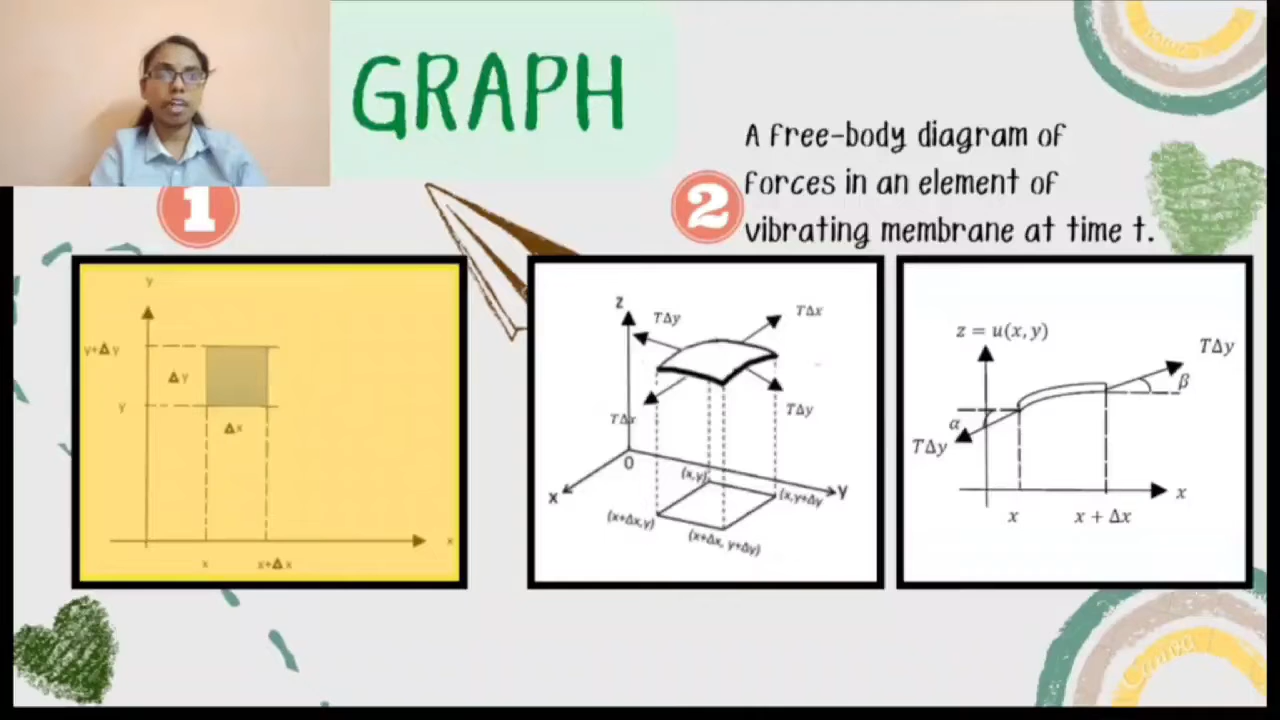 GRAPH
1
2
A free-body diagram of
forces in an element of
vibrating membrane at time t.
y
y+Δy
Δy
y
Δx
x
x
x+Δx
z
TΔy
TΔx
TΔx
TΔy
0
x
y
(x,y)
(x,y+Δy
(x+Δx,y)
(x+Δx, y+Δy)
z = u(x, y)
TΔy
β
α
TΔy
x
x
x + Δx
Canva